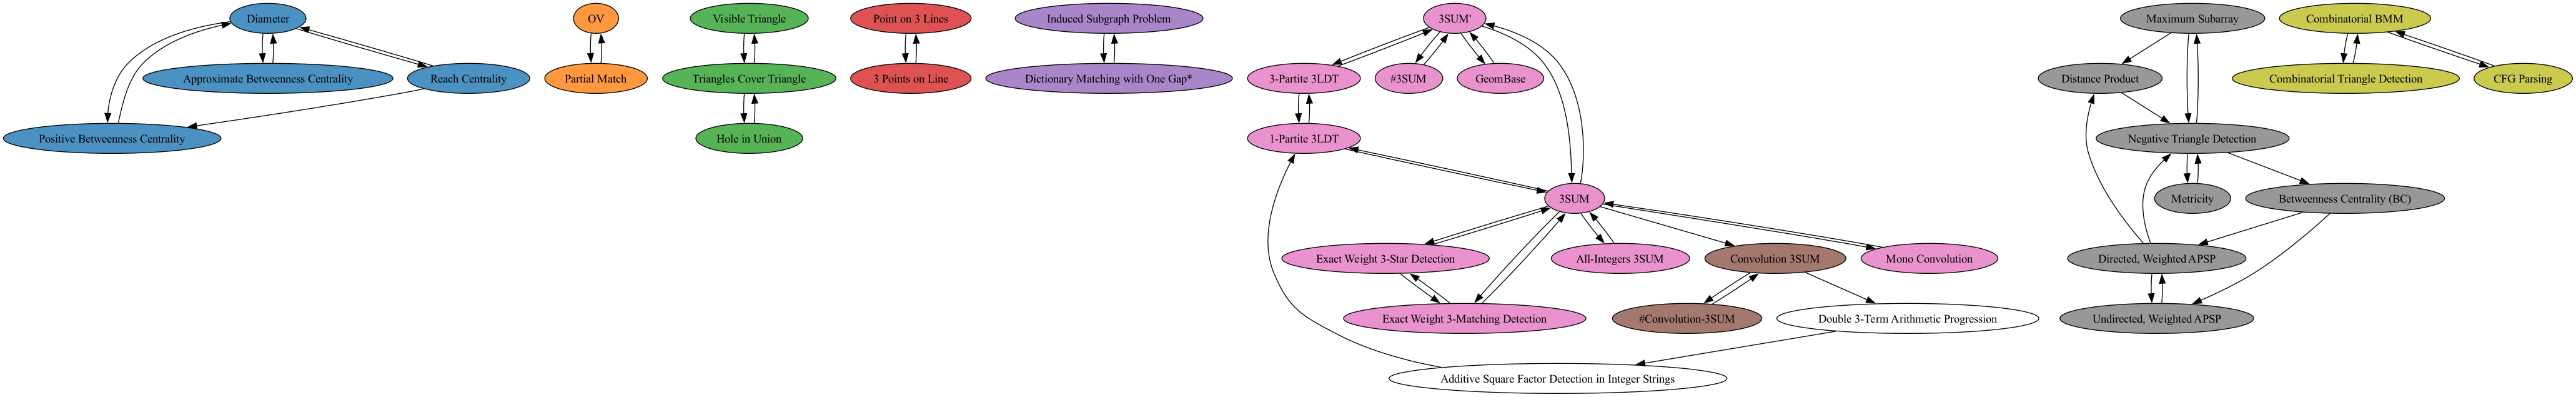 Diameter
OV
Visible Triangle
Point on 3 Lines
Induced Subgraph Problem
3SUM'
Maximum Subarray
Combinatorial BMM
Approximate Betweenness Centrality
Reach Centrality
Partial Match
Triangles Cover Triangle
3 Points on Line
Dictionary Matching with One Gap*
3-Partite 3LDT
#3SUM
GeomBase
Distance Product
Combinatorial Triangle Detection
CFG Parsing
Positive Betweenness Centrality
Hole in Union
1-Partite 3LDT
Negative Triangle Detection
3SUM
Metricity
Betweenness Centrality (BC)
Exact Weight 3-Star Detection
All-Integers 3SUM
Convolution 3SUM
Mono Convolution
Directed, Weighted APSP
Exact Weight 3-Matching Detection
#Convolution-3SUM
Double 3-Term Arithmetic Progression
Undirected, Weighted APSP
Additive Square Factor Detection in Integer Strings